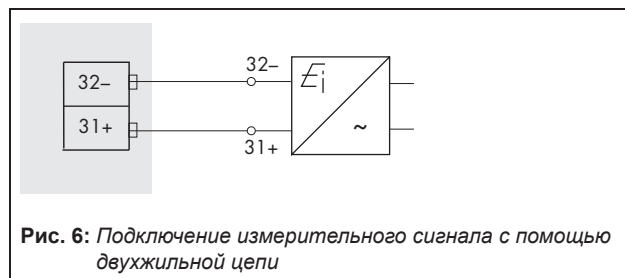 32–
32–
31+
31+
~
Рис. 6: Подключение измерительного сигнала с помощью
двухжильной цепи